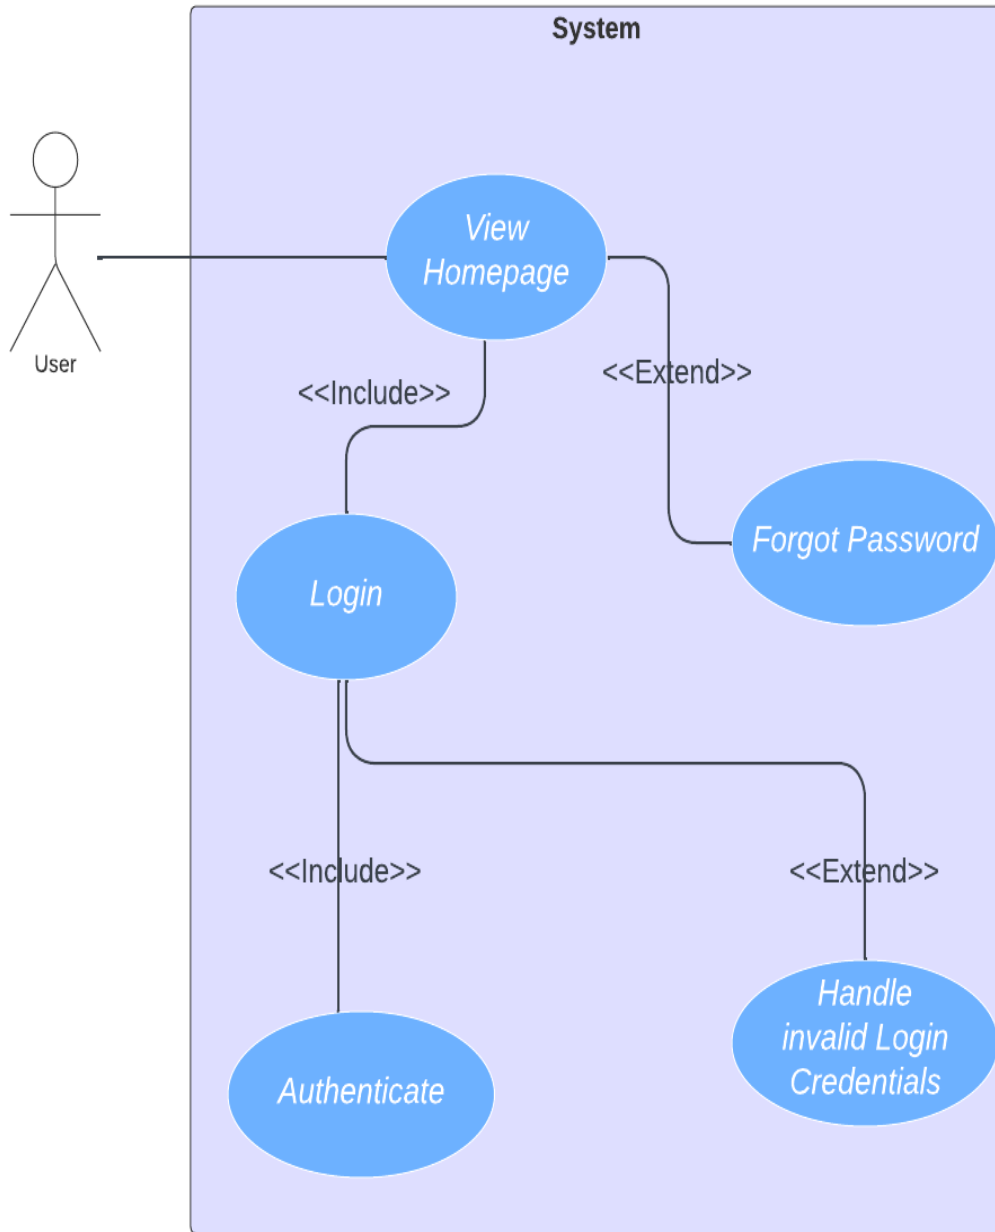 System
View
Homepage
User
<<Include>>
<<Extend>>
Forgot Password
Login
<<Include>>
<<Extend>>
Handle
invalid Login
Credentials
Authenticate